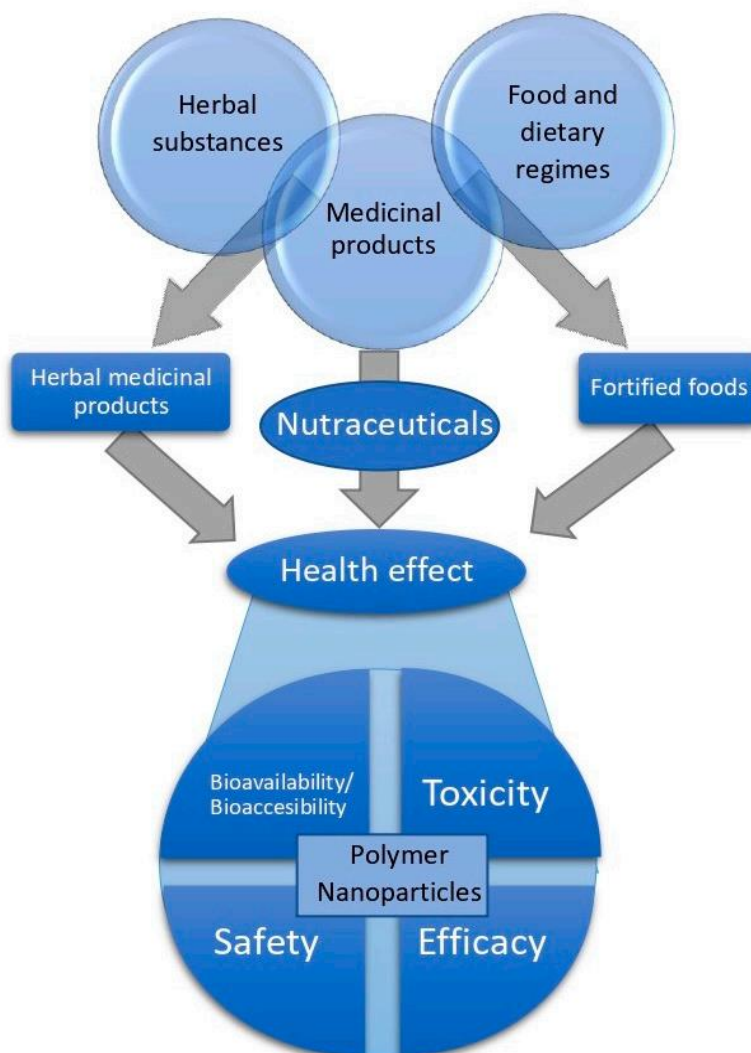 Herbal
substances
Food and
dietary
regimes
Medicinal
products
Herbal medicinal
products
Nutraceuticals
Fortified foods
Health effect
Bioavailability/
Bioaccesibility
Toxicity
Polymer
Nanoparticles
Safety
Efficacy